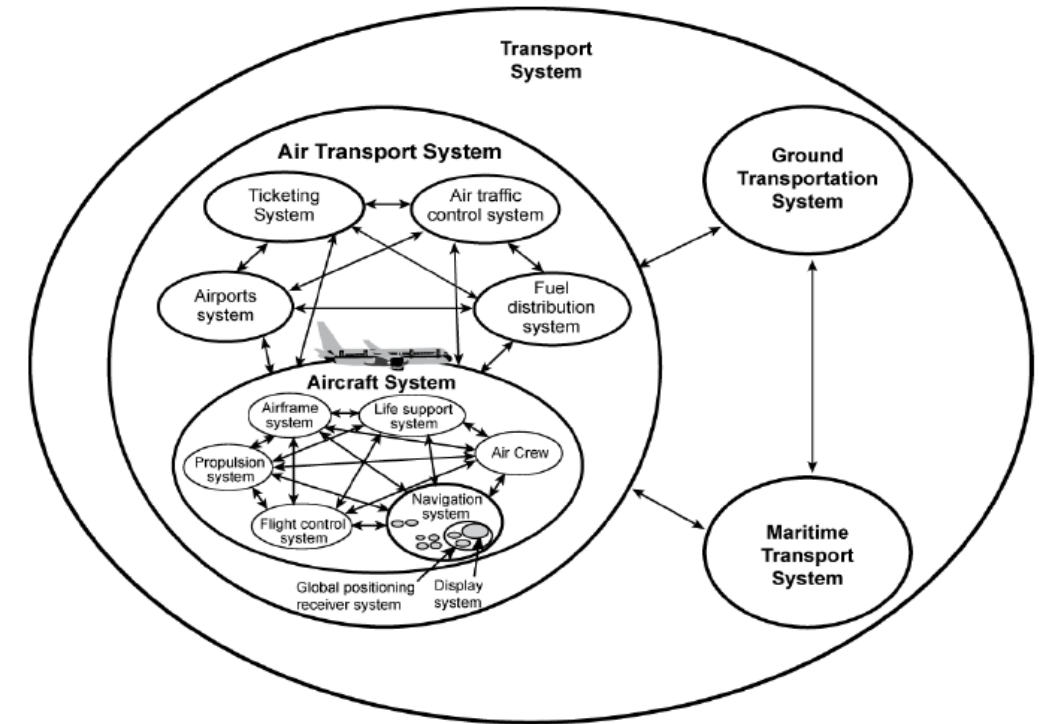 Transport
System
Air Transport System
Ground
Transportation
System
Ticketing
System
Air traffic
control system
Airports
system
Fuel
distribution
system
Aircraft System
Airframe
system
Life support
system
Propulsion
system
Air Crew
Navigation
system
Flight control
system
Maritime
Transport
System
Global positioning
receiver system
Display
system